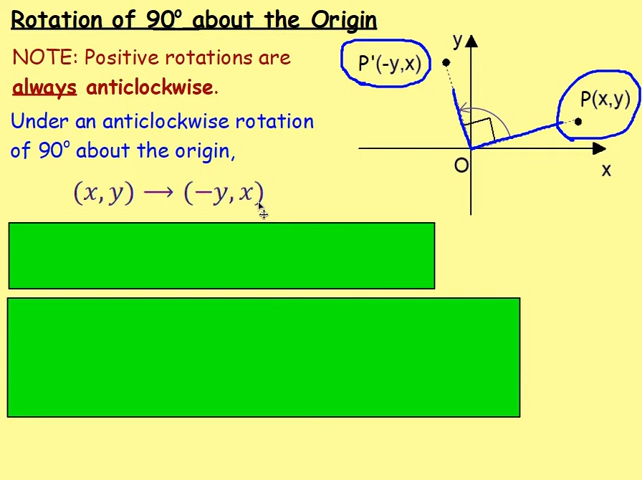 Rotation of 90° about the Origin
NOTE: Positive rotations are
always anticlockwise.
Under an anticlockwise rotation
of 90° about the origin,
(x, y) ⟶ (−y, x)
y
P'(-y,x)
P(x,y)
O
x